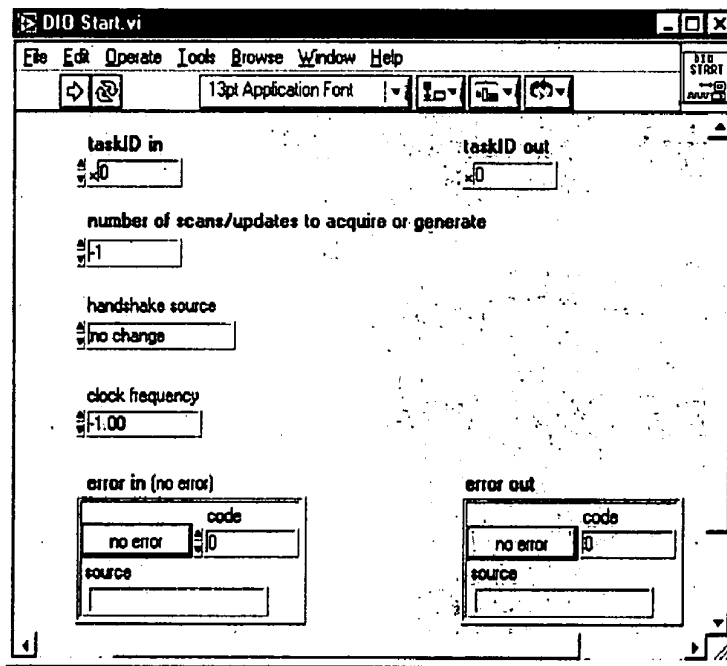 DIO Start.vi
File Edit Operate Tools Browse Window Help
DIO
START
13pt Application Font
taskID in
x 0
taskID out
x 0
number of scans/updates to acquire or generate
-1
handshake source
no change
clock frequency
-1.00
error in (no error)
code
no error
0
source
error out
code
no error
0
source